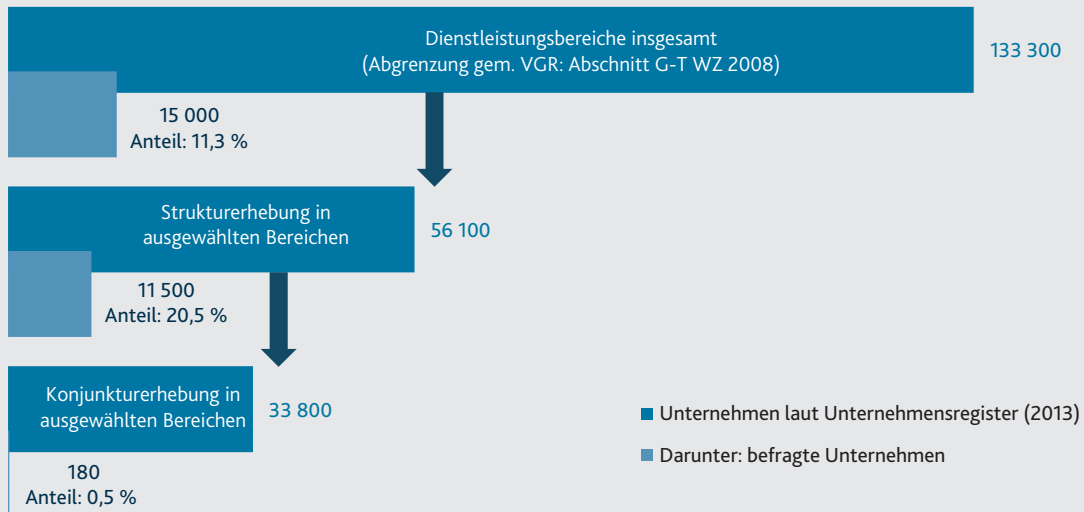 Dienstleistungsbereiche insgesamt
(Abgrenzung gem. VGR: Abschnitt G-T WZ 2008)
133 300
15 000
Anteil: 11,3 %
Strukturerhebung in
ausgewählten Bereichen
56 100
11 500
Anteil: 20,5 %
Konjunkturerhebung in
ausgewählten Bereichen
33 800
180
Anteil: 0,5 %
Unternehmen laut Unternehmensregister (2013)
Darunter: befragte Unternehmen